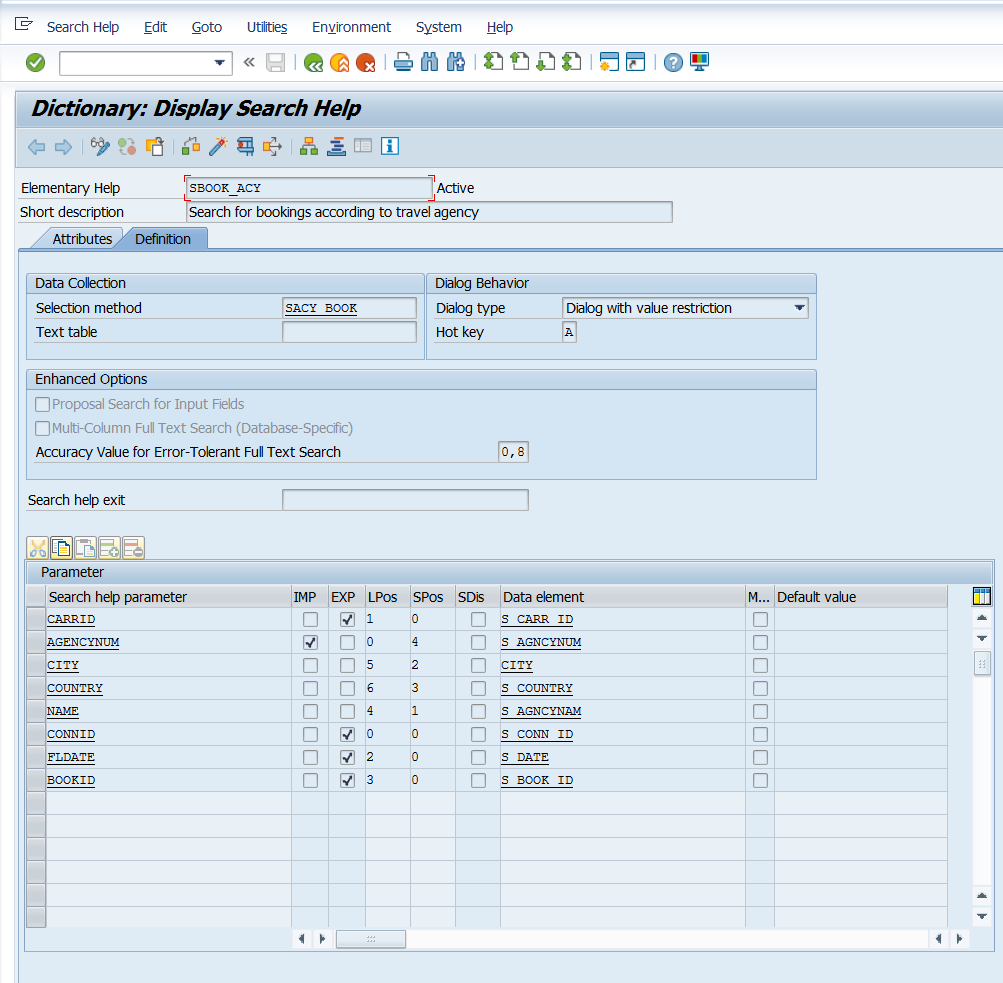 Search Help Edit Goto Utilities Environment System Help
Dictionary: Display Search Help
Elementary Help SBOOK_ACY Active
Short description Search for bookings according to travel agency
Attributes Definition
Data Collection Dialog Behavior
Selection method SACY_BOOK Dialog type Dialog with value restriction
Text table Hot key A
Enhanced Options
Proposal Search for Input Fields
Multi-Column Full Text Search (Database-Specific)
Accuracy Value for Error-Tolerant Full Text Search 0,8
Search help exit
Parameter
Search help parameter IMP EXP LPos SPos SDis Data element M... Default value
CARRID 1 0 S_CARR_ID
AGENCYNUM 0 4 S_AGNCYNUM
CITY 5 2 CITY
COUNTRY 6 3 S_COUNTRY
NAME 4 1 S_AGNCYNAM
CONNID 0 0 S_CONN_ID
FLDATE 2 0 S_DATE
BOOKID 3 0 S_BOOK_ID